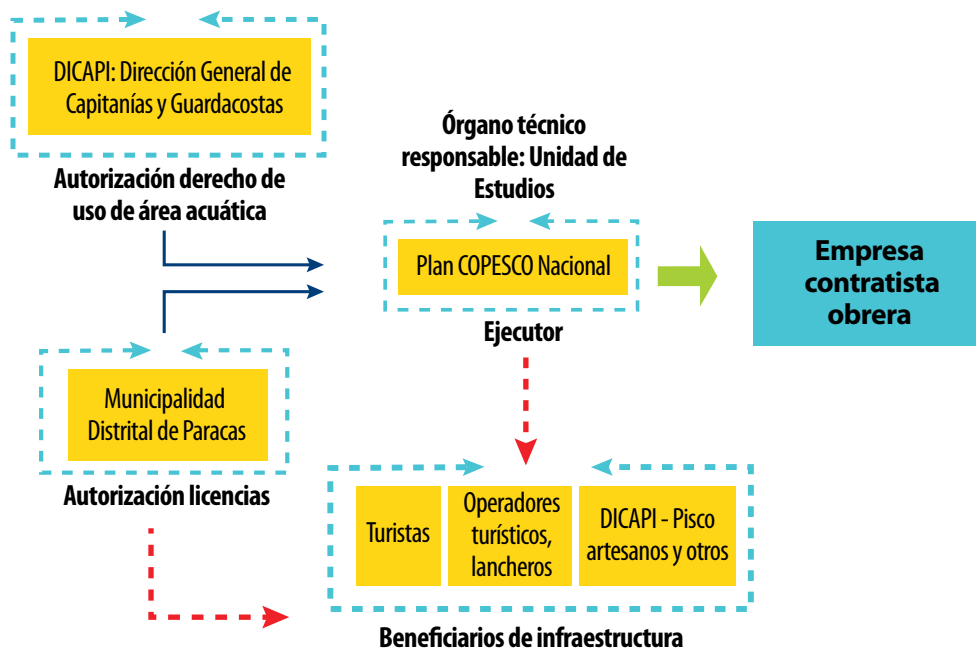 DICAPI: Dirección General de
Capitanías y Guardacostas
Autorización derecho de
uso de área acuática
Órgano técnico
responsable: Unidad de
Estudios
Plan COPESCO Nacional
Ejecutor
Empresa
contratista
obrera
Municipalidad
Distrital de Paracas
Autorización licencias
Turistas
Operadores
turísticos,
lancheros
DICAPI - Pisco
artesanos y otros
Beneficiarios de infraestructura